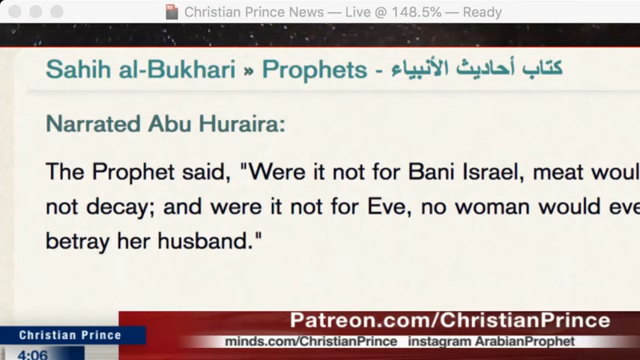 Christian Prince News — Live @ 148.5% — Ready
Sahih al-Bukhari » Prophets - كتاب أحاديث الأنبياء
Narrated Abu Huraira:
The Prophet said, "Were it not for Bani Israel, meat woul
not decay; and were it not for Eve, no woman would eve
betray her husband."
Patreon.com/ChristianPrince
Christian Prince
minds.com/ChristianPrince instagram ArabianProphet
4:06